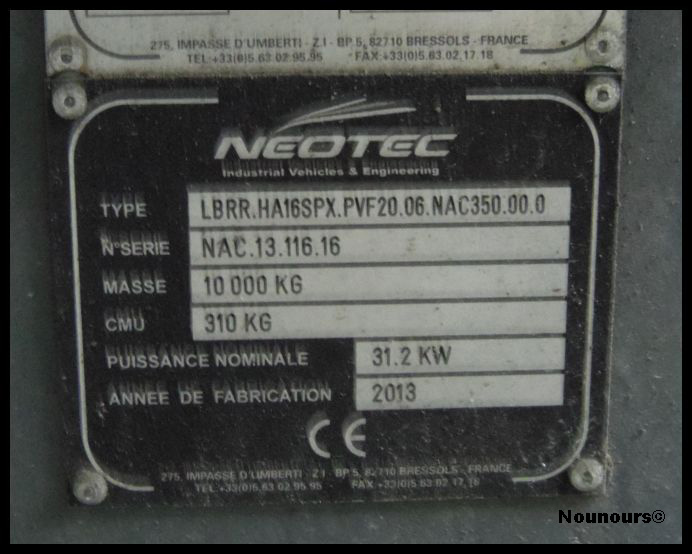 275, IMPASSE D'UMBERTI - Z.I - BP 5, 82710 BRESSOLS - FRANCE
TEL:+33(0)5.63.02.95.95 FAX:+33(0)5.63.02.17.18
NEOTEC
Industrial Vehicles & Engineering
TYPE LBRR.HA16SPX.PVF20.06.NAC350.00.0
N°SERIE NAC.13.116.16
MASSE 10 000 KG
CMU 310 KG
PUISSANCE NOMINALE 31.2 KW
ANNEE DE FABRICATION 2013
CE
275, IMPASSE D'UMBERTI - Z.I - BP 5, 82710 BRESSOLS - FRANCE
TEL:+33(0)5.63.02.95.95 - FAX:+33(0)5.63.02.17.18
Nounours©